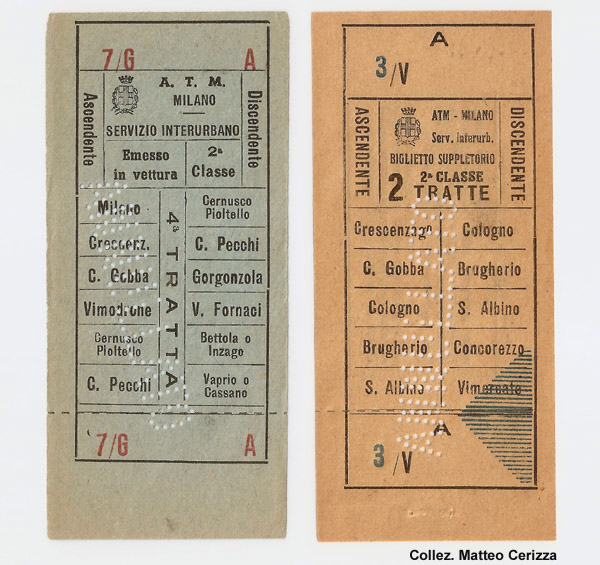 7/G A
A. T. M.
MILANO
SERVIZIO INTERURBANO
Ascendente
Discendente
Emesso in vettura
2ª Classe
4ª TRATTA
Milano
Cernusco Pioltello
Crescenz.
C. Pecchi
C. Gobba
Gorgonzola
Vimodrone
V. Fornaci
Cernusco Pioltello
Bettola o Inzago
C. Pecchi
Vaprio o Cassano
7/G A
A
3/V
ATM - MILANO
Serv. interurb.
BIGLIETTO SUPPLETORIO
2ª CLASSE
2 TRATTE
ASCENDENTE
DISCENDENTE
Crescenzagº
Cologno
C. Gobba
Brugherio
Cologno
S. Albino
Brugherio
Concorezzo
S. Albino
Vimercate
A
3/V
Collez. Matteo Cerizza